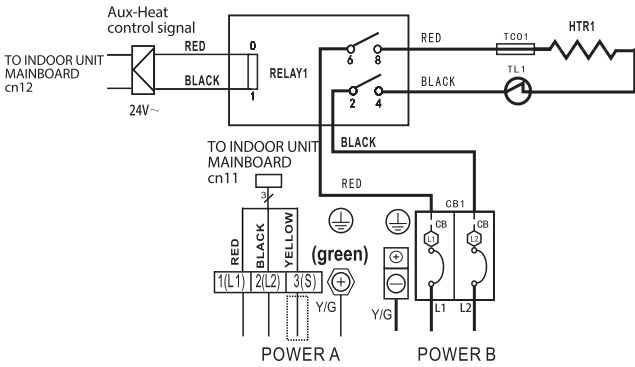 Aux-Heat
control signal
TO INDOOR UNIT
MAINBOARD
cn12
RED
BLACK
24V~
0
1
RELAY1
6
8
2
4
RED
TCO1
HTR1
BLACK
TL1
BLACK
RED
TO INDOOR UNIT
MAINBOARD
cn11
3
RED
BLACK
YELLOW
(green)
1(L1)
2(L2)
3(S)
Y/G
Y/G
CB1
CB
CB
L1
L2
L1
L2
POWER A
POWER B